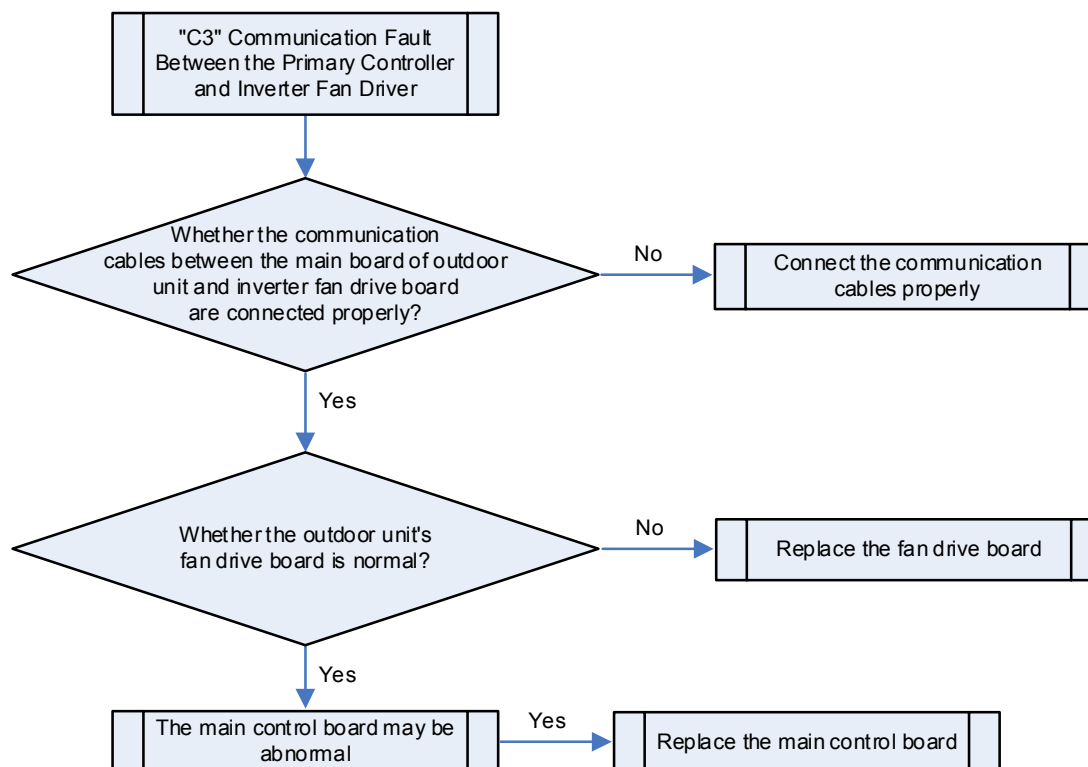 "C3" Communication Fault
Between the Primary Controller
and Inverter Fan Driver
Whether the communication
cables between the main board of outdoor
unit and inverter fan drive board
are connected properly?
No
Connect the communication
cables properly
Yes
Whether the outdoor unit's
fan drive board is normal?
No
Replace the fan drive board
Yes
The main control board may be
abnormal
Yes
Replace the main control board